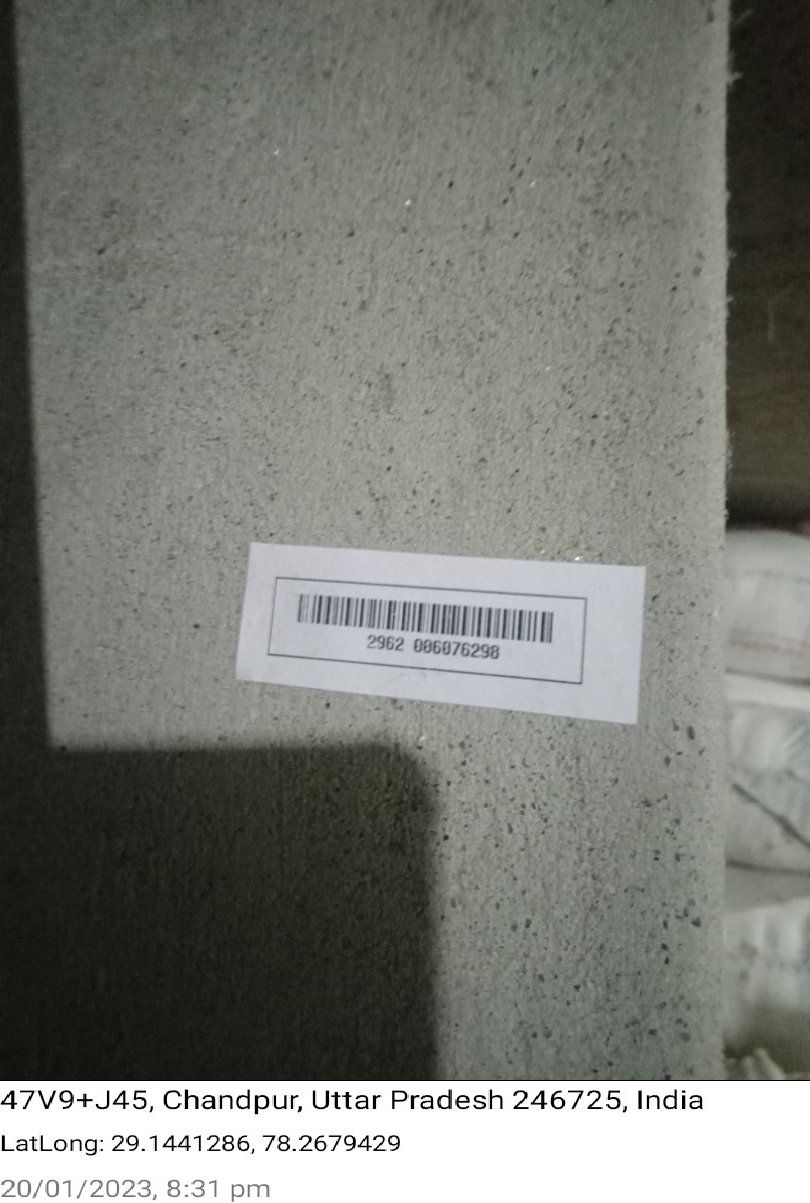 2962 006076298
47V9+J45, Chandpur, Uttar Pradesh 246725, India
LatLong: 29.1441286, 78.2679429
20/01/2023, 8:31 pm